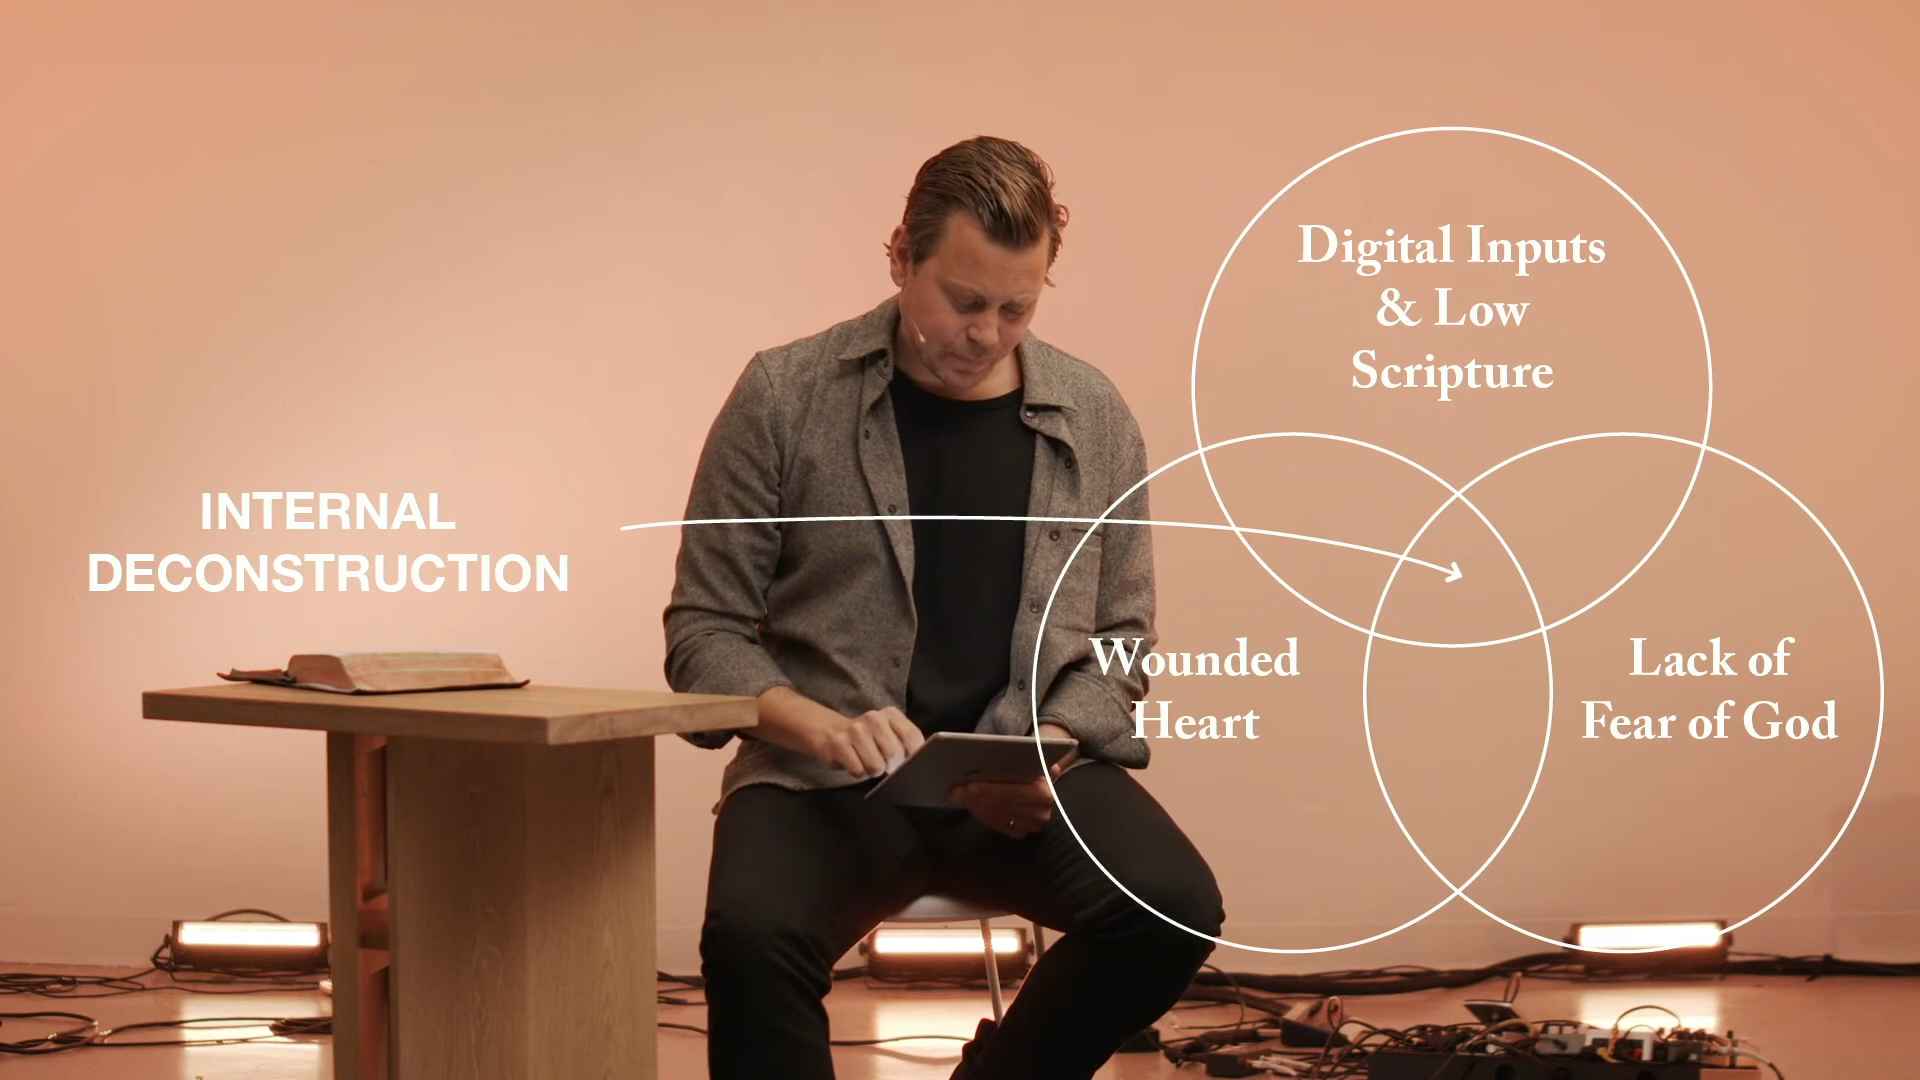 INTERNAL
DECONSTRUCTION
Digital Inputs
& Low
Scripture
Wounded
Heart
Lack of
Fear of God